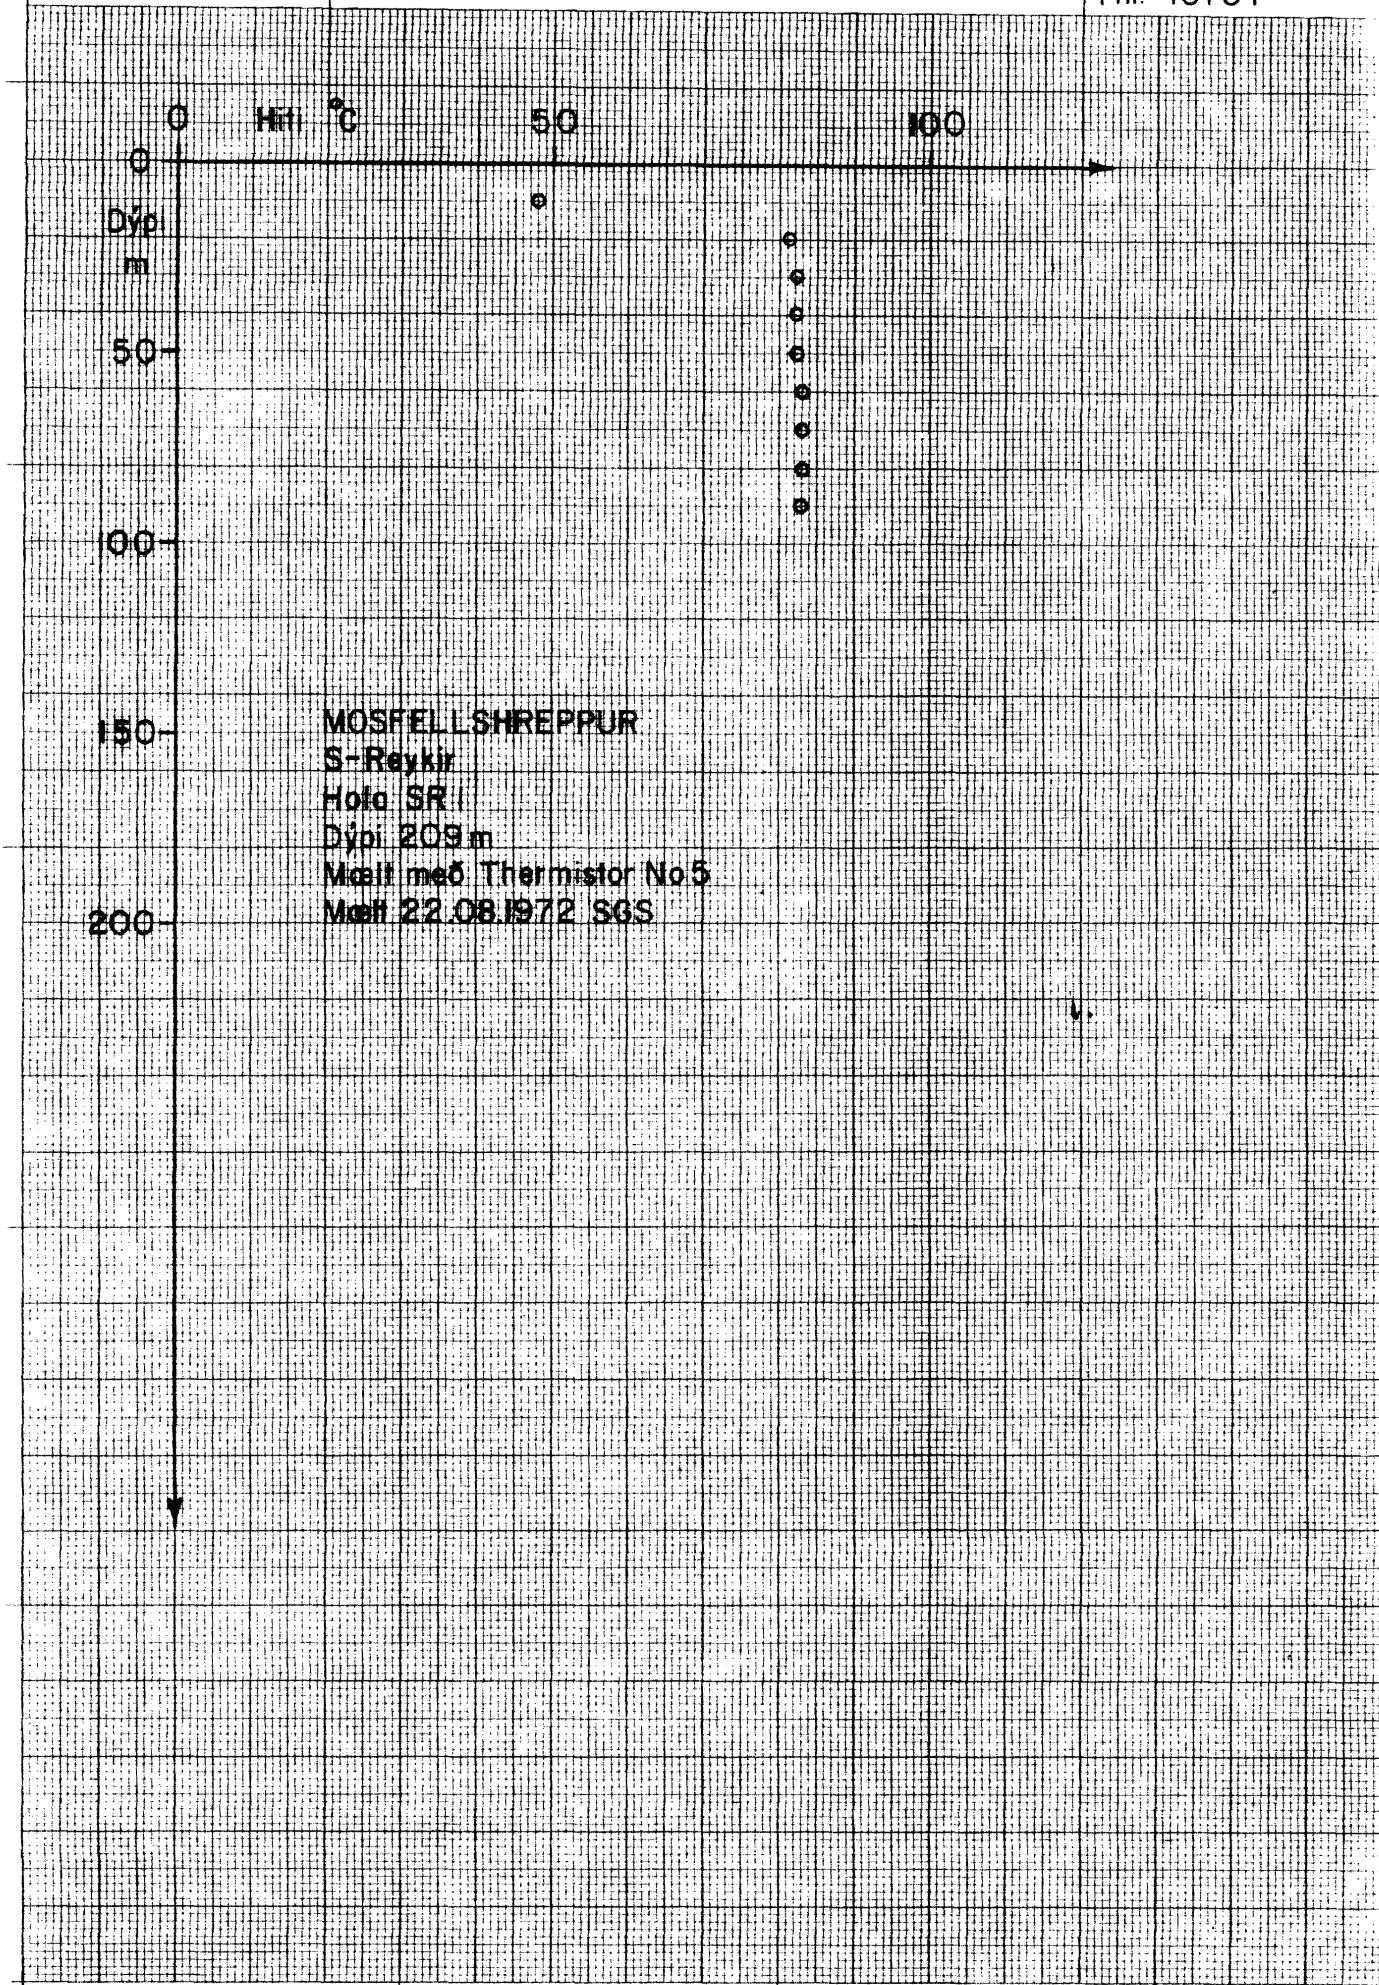 0 Hiti °C 50 100
0
Dýpi
m
50
100
150
200
MOSFELLSHREPPUR
S-Reykir
Hola SR 1
Dýpi 209 m
Mælt með Thermistor No 5
Mælt 22.08.1972 SGS